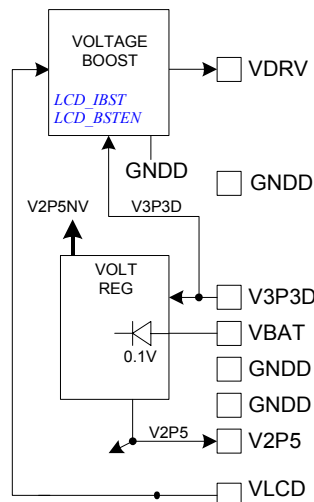 VOLTAGE
BOOST
VDRV
LCD_IBST
LCD_BSTEN
GNDD
GNDD
V3P3D
V2P5NV
VOLT
REG
V3P3D
VBAT
0.1V
GNDD
GNDD
V2P5
V2P5
VLCD